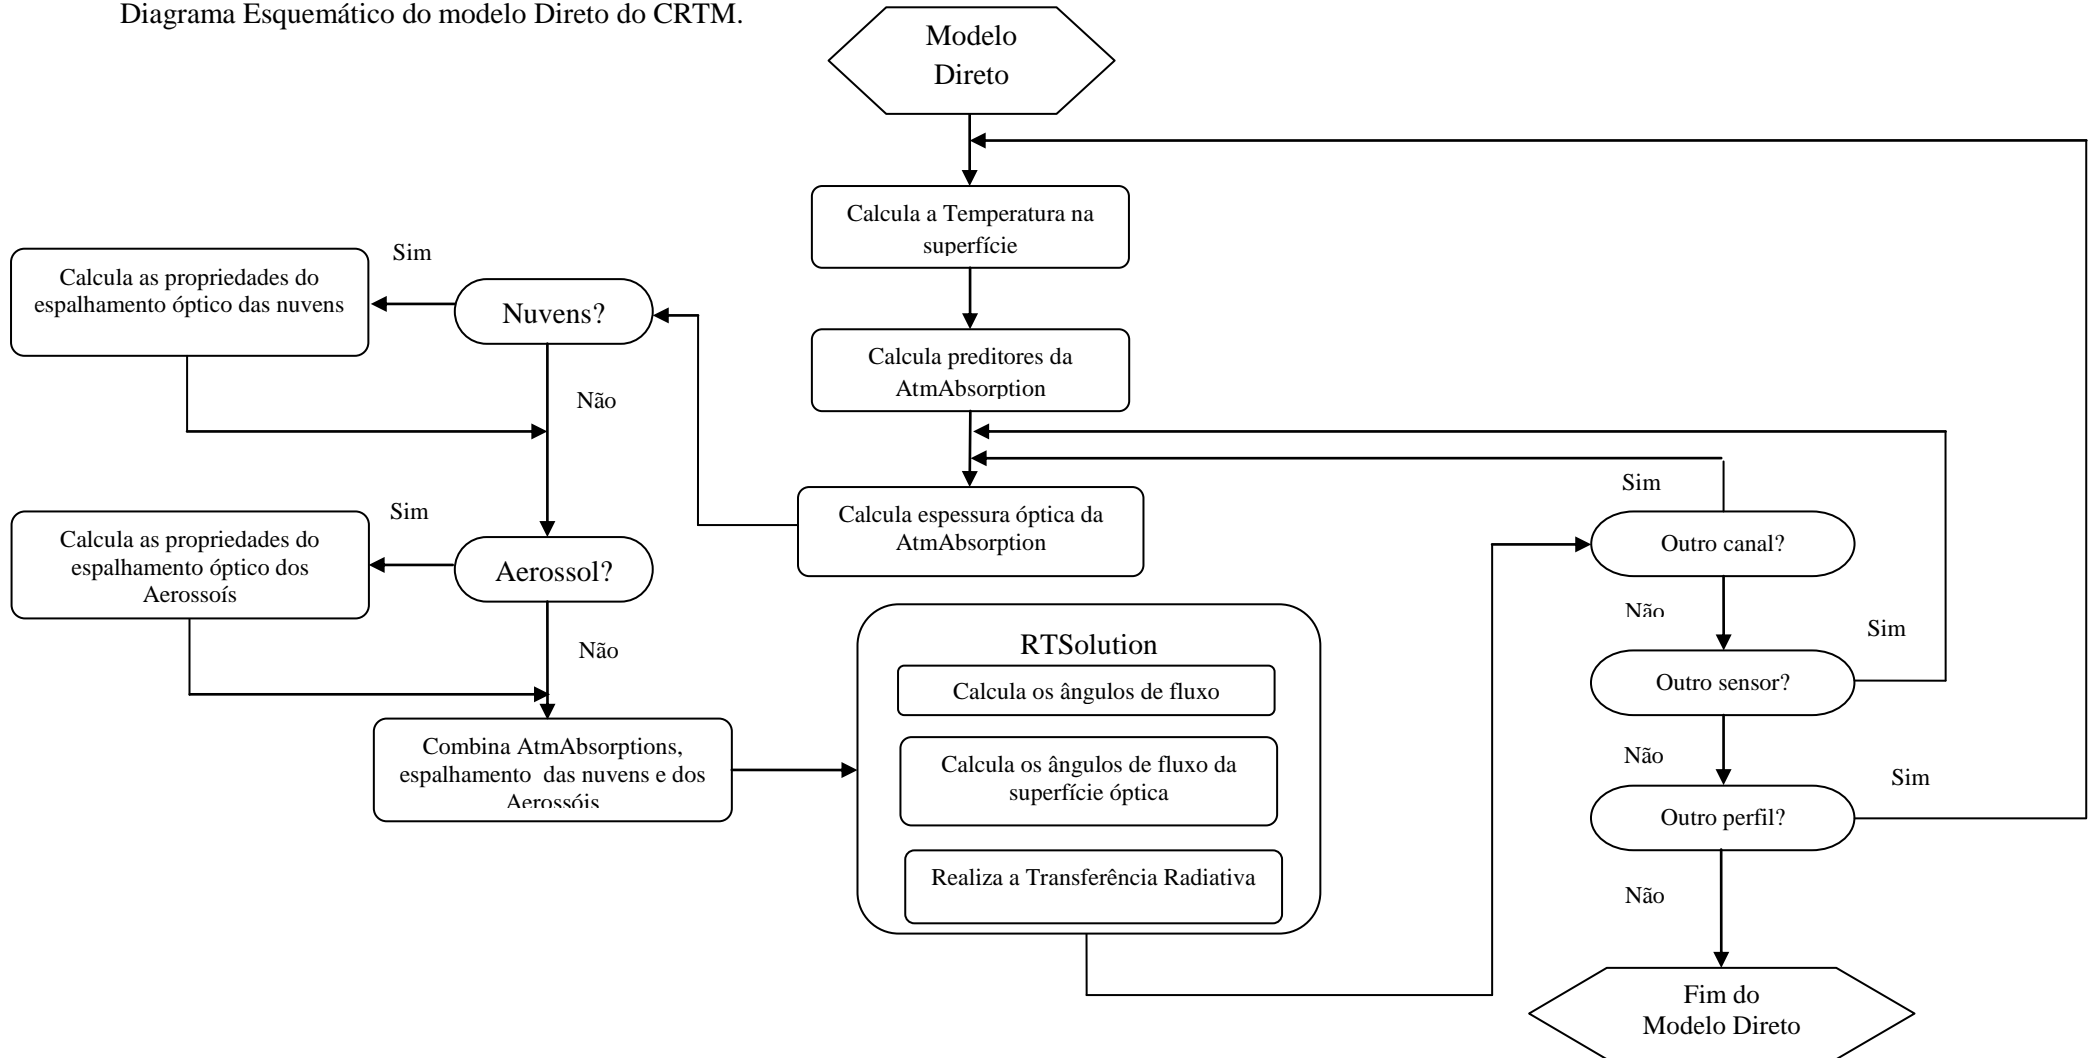 Diagrama Esquemático do modelo Direto do CRTM.
Modelo
Direto
Calcula a Temperatura na
superfície
Sim
Calcula as propriedades do
espalhamento óptico das nuvens
Nuvens?
Calcula preditores da
AtmAbsorption
Não
Sim
Calcula espessura óptica da
AtmAbsorption
Sim
Calcula as propriedades do
espalhamento óptico dos
Aerossoís
Aerossol?
Outro canal?
Não
Sim
Não
RTSolution
Calcula os ângulos de fluxo
Outro sensor?
Combina AtmAbsorptions,
espalhamento das nuvens e dos
Aerossóis
Calcula os ângulos de fluxo da
superfície óptica
Não
Sim
Outro perfil?
Realiza a Transferência Radiativa
Não
Fim do
Modelo Direto